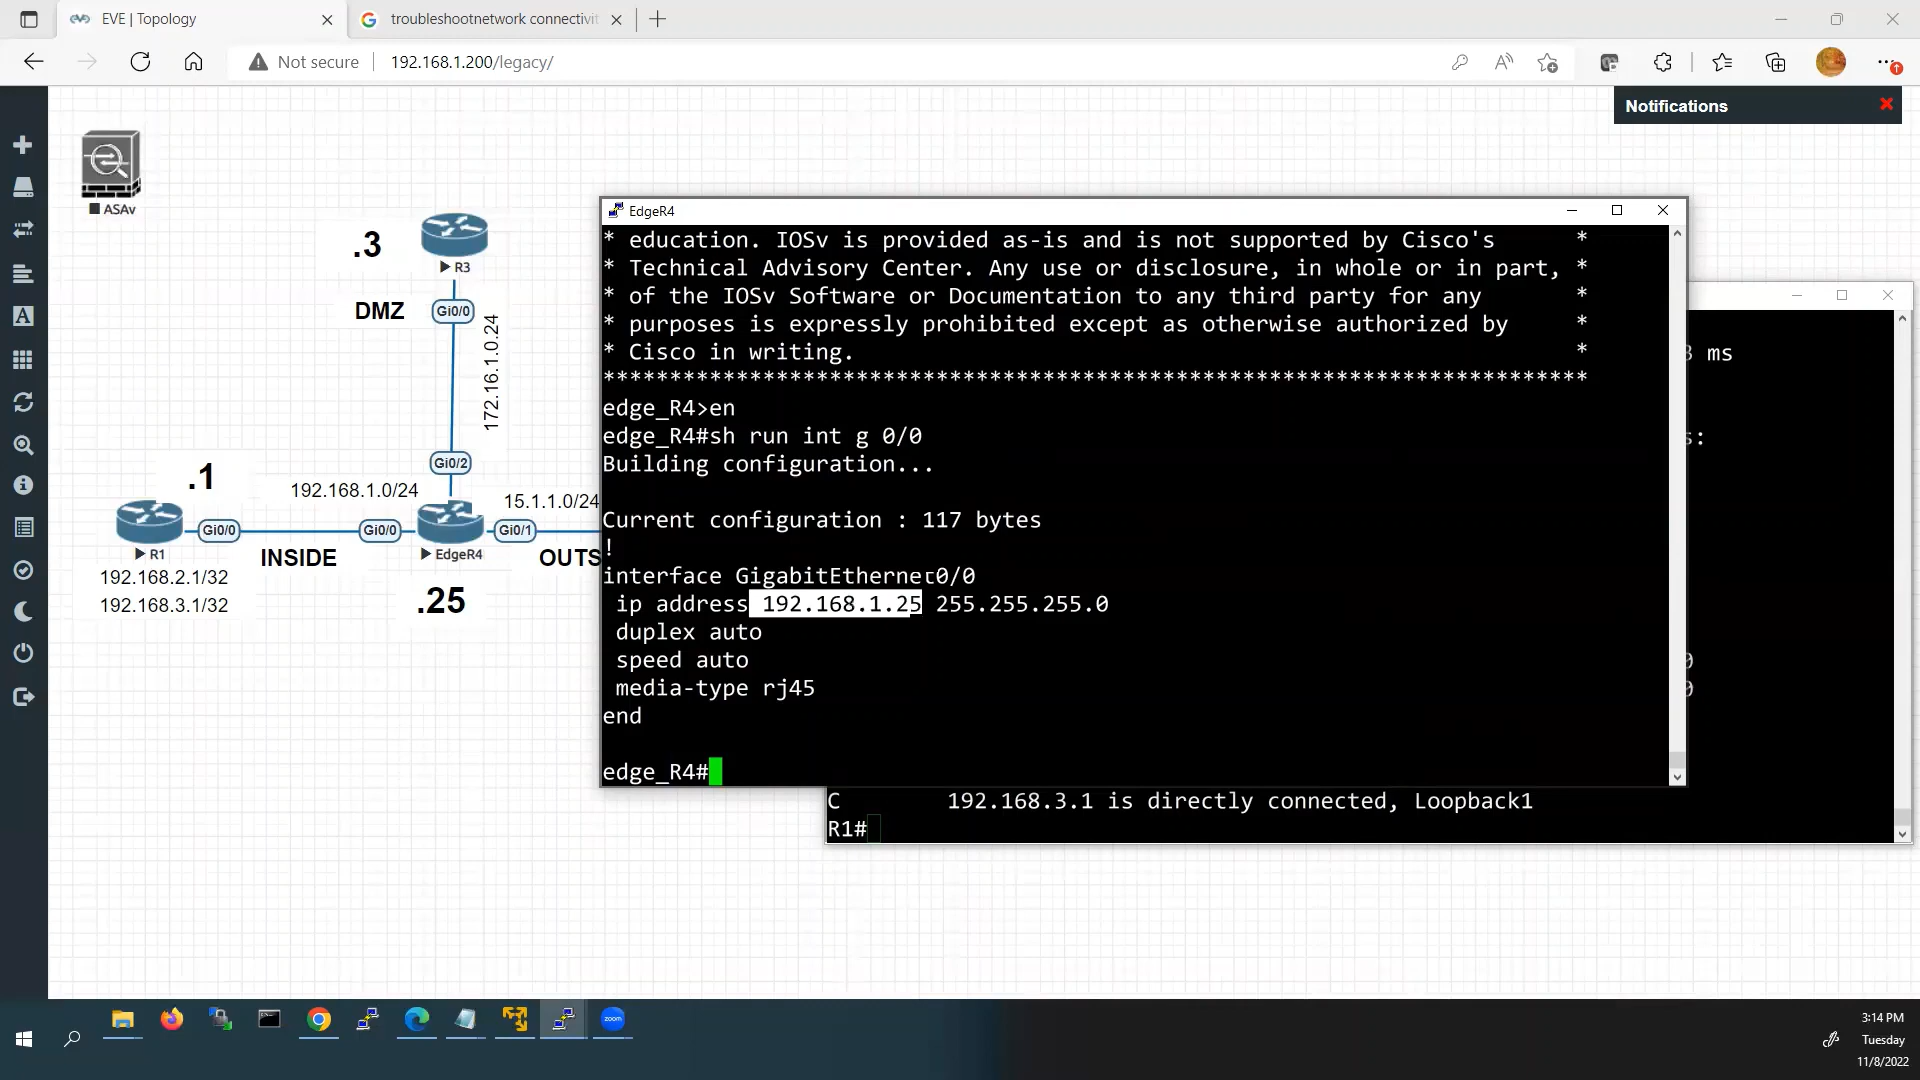 EVE | Topology
troubleshootnetwork connectivit
Not secure
192.168.1.200/legacy/
Notifications
ASAv
.3
R3
DMZ
Gi0/0
172.16.1.0.24
Gi0/2
.1
192.168.1.0/24
15.1.1.0/24
Gi0/0
Gi0/0
Gi0/1
R1
INSIDE
EdgeR4
OUTS
192.168.2.1/32
192.168.3.1/32
.25
EdgeR4
* education. IOSv is provided as-is and is not supported by Cisco's *
* Technical Advisory Center. Any use or disclosure, in whole or in part, *
* of the IOSv Software or Documentation to any third party for any *
* purposes is expressly prohibited except as otherwise authorized by *
* Cisco in writing. *
**************************************************************************
edge_R4>en
edge_R4#sh run int g 0/0
Building configuration...
Current configuration : 117 bytes
!
interface GigabitEthernet0/0
ip address 192.168.1.25 255.255.255.0
duplex auto
speed auto
media-type rj45
end
edge_R4#
ms
s:
C 192.168.3.1 is directly connected, Loopback1
R1#
zoom
3:14 PM
Tuesday
11/8/2022